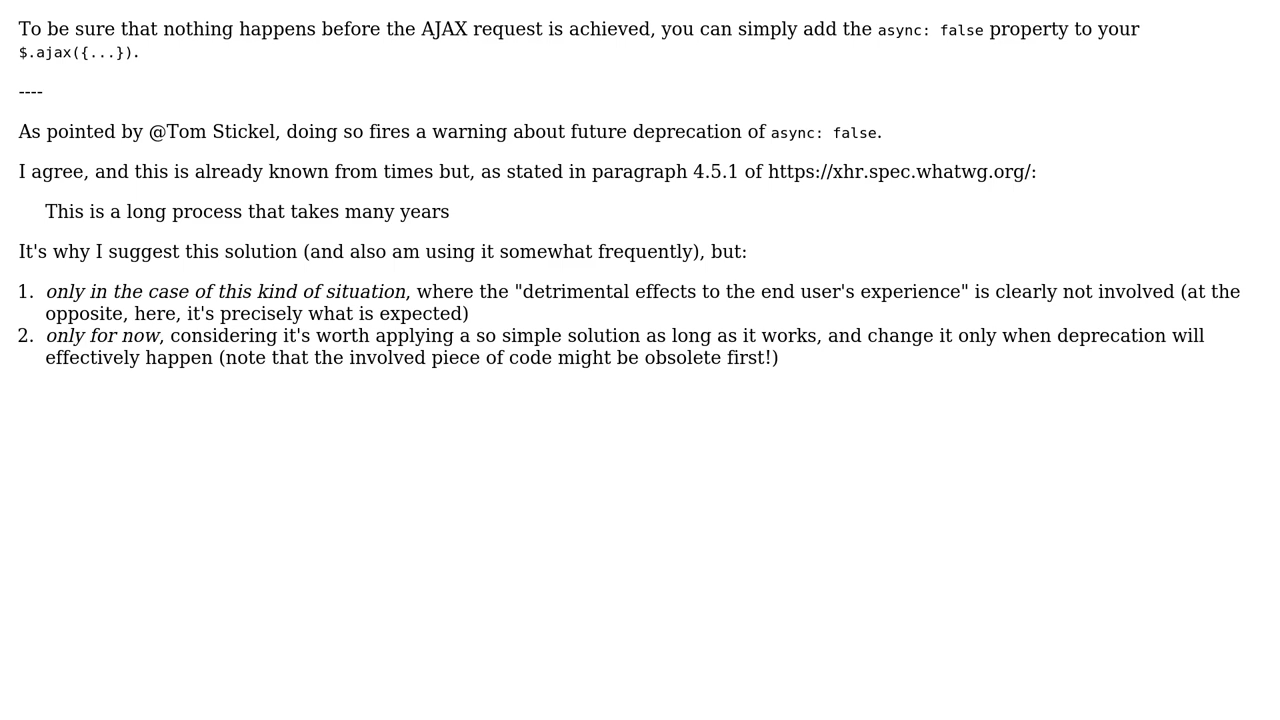 To be sure that nothing happens before the AJAX request is achieved, you can simply add the async: false property to your
$.ajax({...}).
----
As pointed by @Tom Stickel, doing so fires a warning about future deprecation of async: false.
I agree, and this is already known from times but, as stated in paragraph 4.5.1 of https://xhr.spec.whatwg.org/:
This is a long process that takes many years
It's why I suggest this solution (and also am using it somewhat frequently), but:
1. only in the case of this kind of situation, where the "detrimental effects to the end user's experience" is clearly not involved (at the
opposite, here, it's precisely what is expected)
2. only for now, considering it's worth applying a so simple solution as long as it works, and change it only when deprecation will
effectively happen (note that the involved piece of code might be obsolete first!)